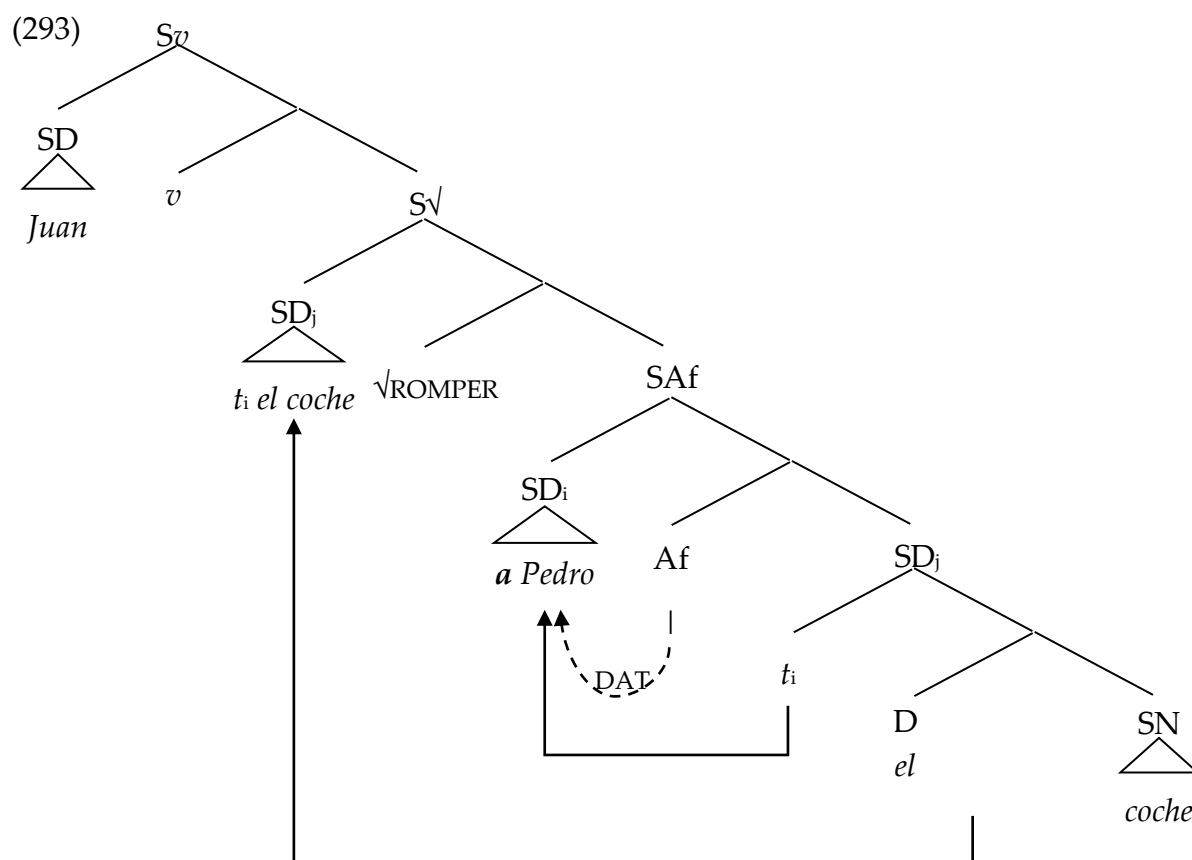 (293) Sv
SD
v
Juan
S√
SDⱼ
tᵢ el coche √ROMPER
SAf
SDᵢ
a Pedro Af SDⱼ
DAT tᵢ
D SN
el
coche